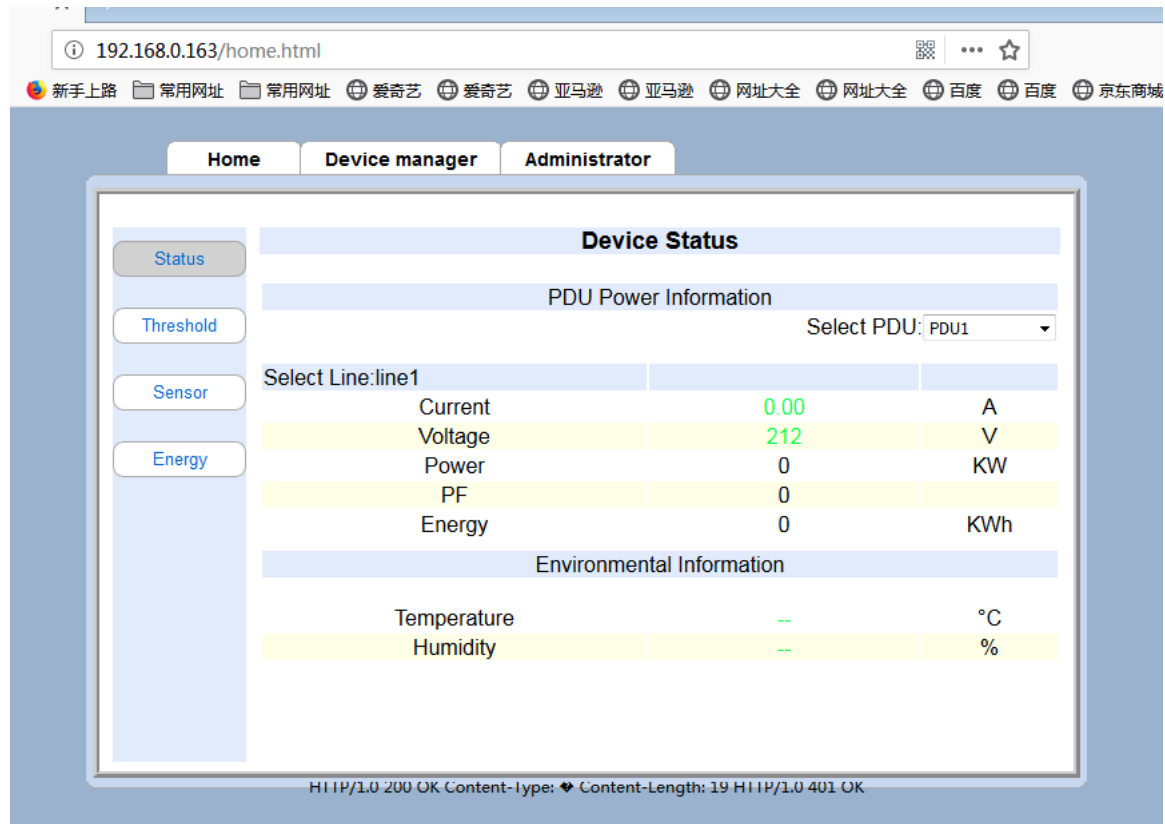 192.168.0.163/home.html
新手上路 常用网址 常用网址 爱奇艺 爱奇艺 亚马逊 亚马逊 网址大全 网址大全 百度 百度 京东商城
Home Device manager Administrator
Device Status
Status
PDU Power Information
Threshold
Select PDU: PDU1
Select Line:line1
Sensor
Current 0.00 A
Voltage 212 V
Energy
Power 0 KW
PF 0
Energy 0 KWh
Environmental Information
Temperature -- °C
Humidity -- %
HTTP/1.0 200 OK Content-Type: � Content-Length: 19 HTTP/1.0 401 OK